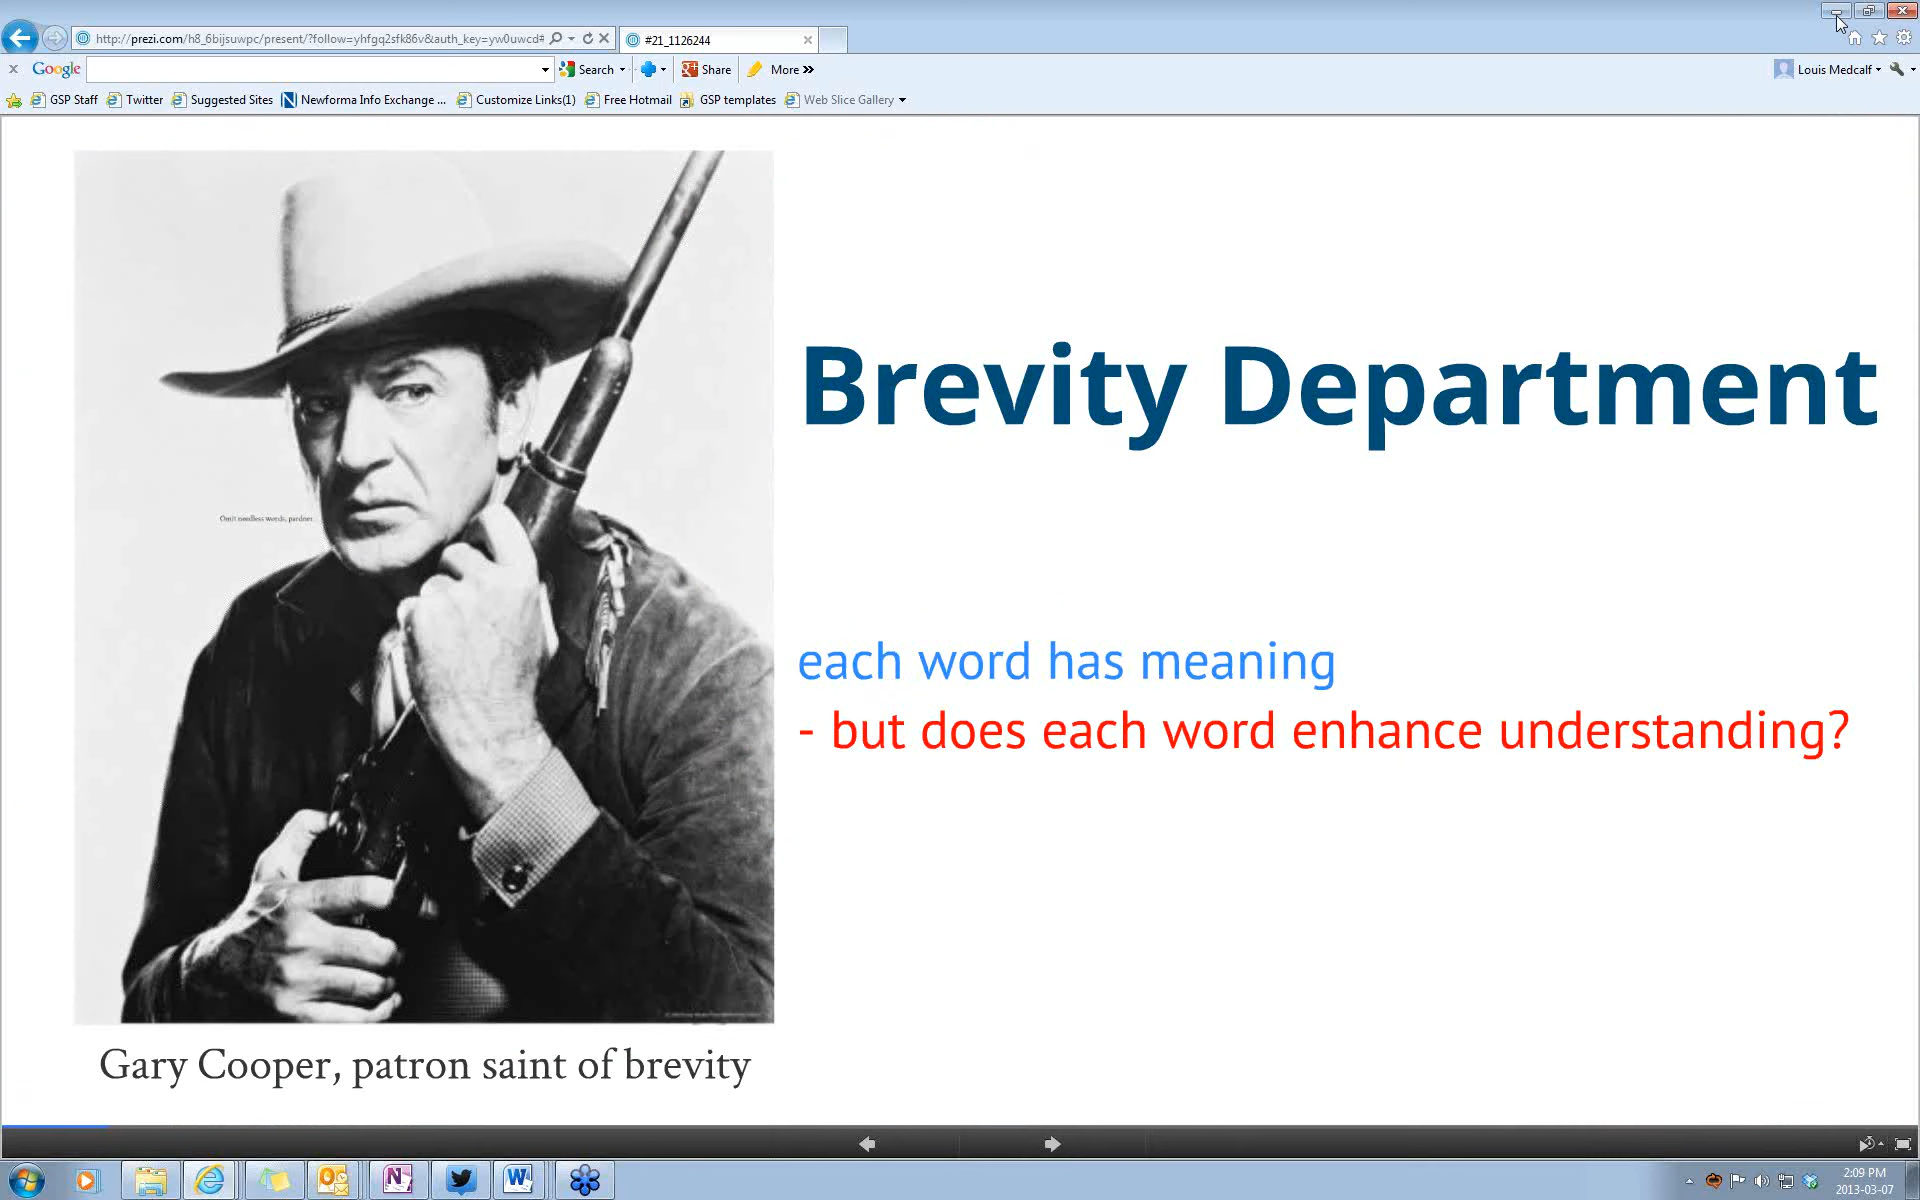 http://prezi.com/h8_6bijsuwpc/present/?follow=yhfgq2sfk86v&auth_key=yw0uwcd#
#21_1126244
Google
Search
Share
More
Louis Medcalf
GSP Staff
Twitter
Suggested Sites
Newforma Info Exchange ...
Customize Links(1)
Free Hotmail
GSP templates
Web Slice Gallery
Brevity Department
Omit needless words, pardner.
each word has meaning
- but does each word enhance understanding?
Gary Cooper, patron saint of brevity
2:09 PM
2013-03-07